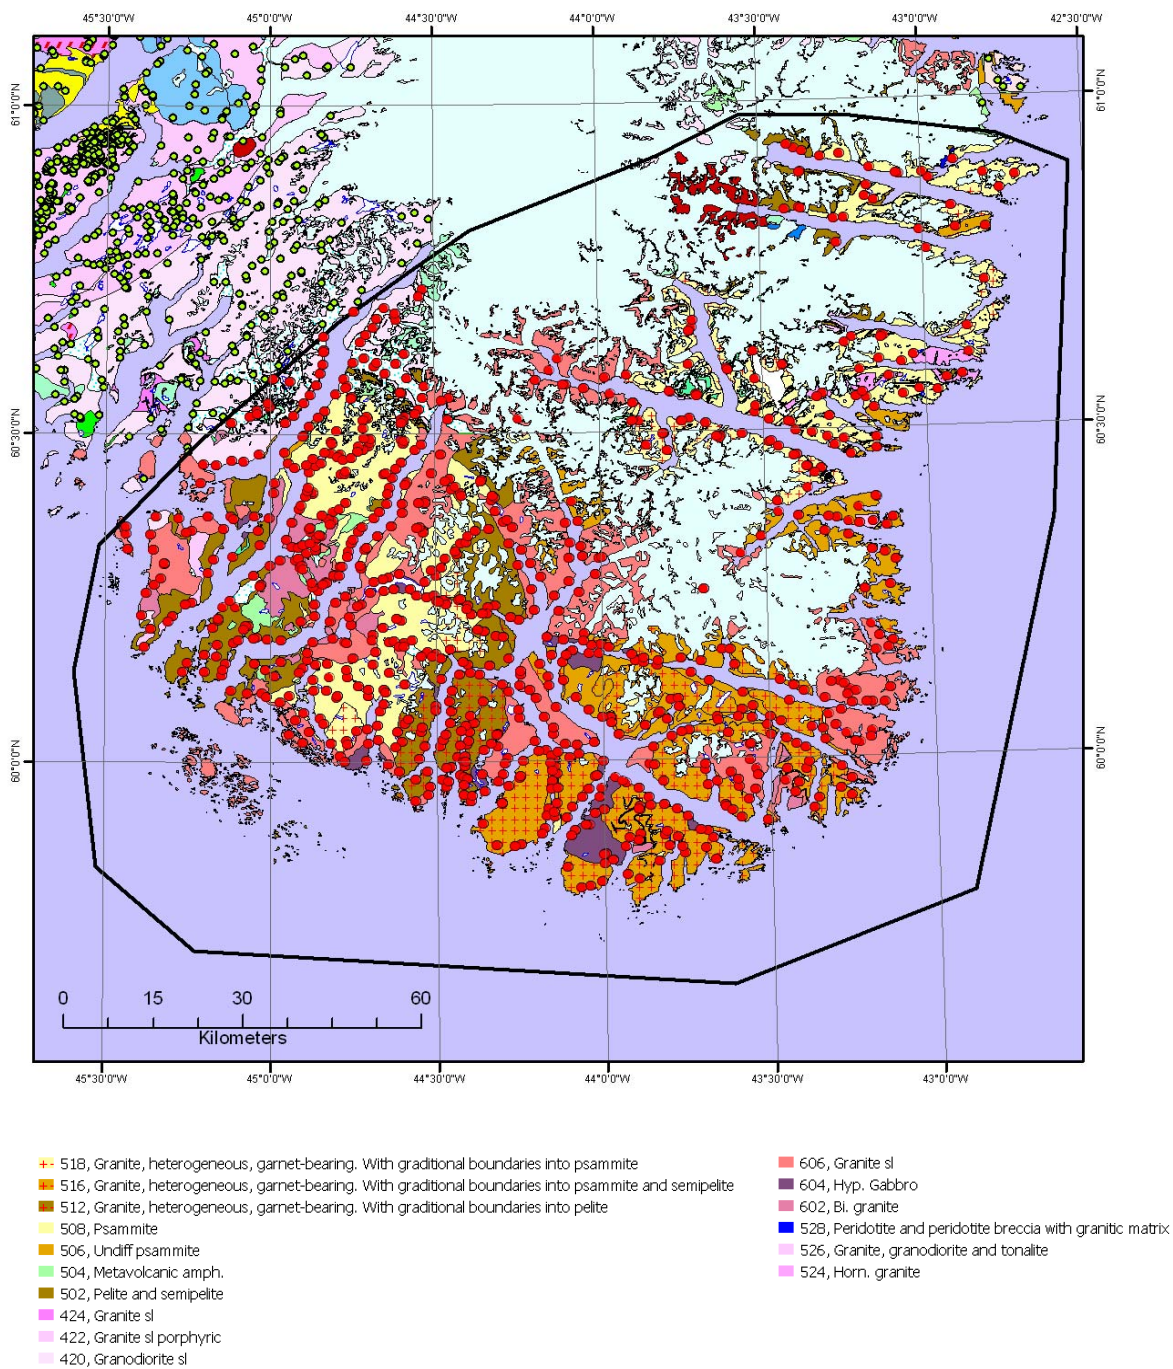 45°30'0"W 45°0'0"W 44°30'0"W 44°0'0"W 43°30'0"W 43°0'0"W 42°30'0"W
61°0'0"N 61°0'0"N
60°30'0"N 60°30'0"N
60°0'0"N 60°0'0"N
0 15 30 60
Kilometers
45°30'0"W 45°0'0"W 44°30'0"W 44°0'0"W 43°30'0"W 43°0'0"W
518, Granite, heterogeneous, garnet-bearing. With graditional boundaries into psammite
516, Granite, heterogeneous, garnet-bearing. With graditional boundaries into psammite and semipelite
512, Granite, heterogeneous, garnet-bearing. With graditional boundaries into pelite
508, Psammite
506, Undiff psammite
504, Metavolcanic amph.
502, Pelite and semipelite
424, Granite sl
422, Granite sl porphyric
420, Granodiorite sl
606, Granite sl
604, Hyp. Gabbro
602, Bi. granite
528, Peridotite and peridotite breccia with granitic matrix
526, Granite, granodiorite and tonalite
524, Horn. granite